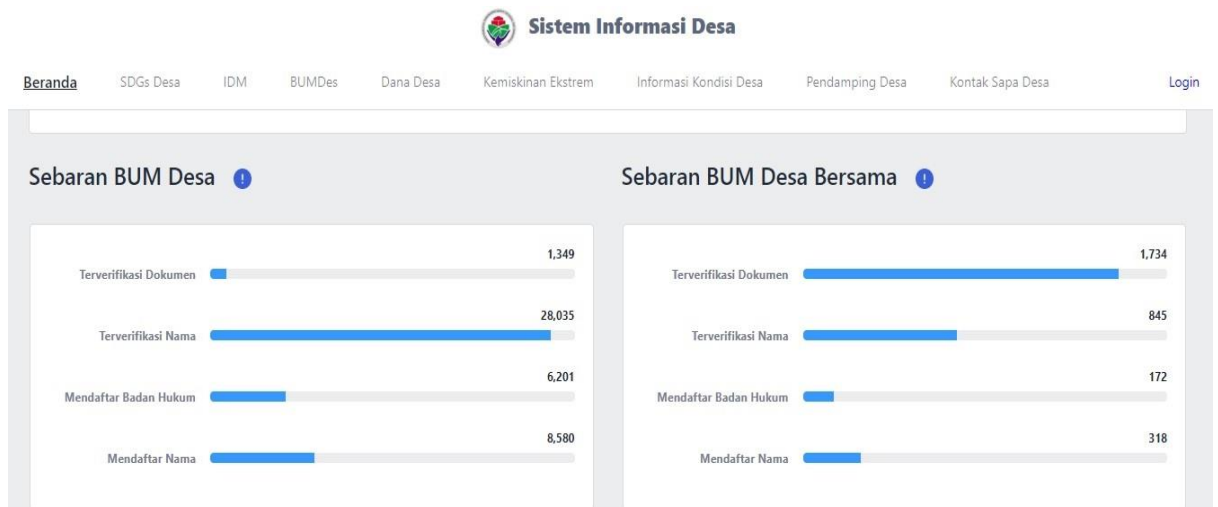 Sistem Informasi Desa
Beranda SDGs Desa IDM BUMDes Dana Desa Kemiskinan Ekstrem Informasi Kondisi Desa Pendamping Desa Kontak Sapa Desa Login
Sebaran BUM Desa !
1,349
Terverifikasi Dokumen
28,035
Terverifikasi Nama
6,201
Mendaftar Badan Hukum
8,580
Mendaftar Nama
Sebaran BUM Desa Bersama !
1,734
Terverifikasi Dokumen
845
Terverifikasi Nama
172
Mendaftar Badan Hukum
318
Mendaftar Nama